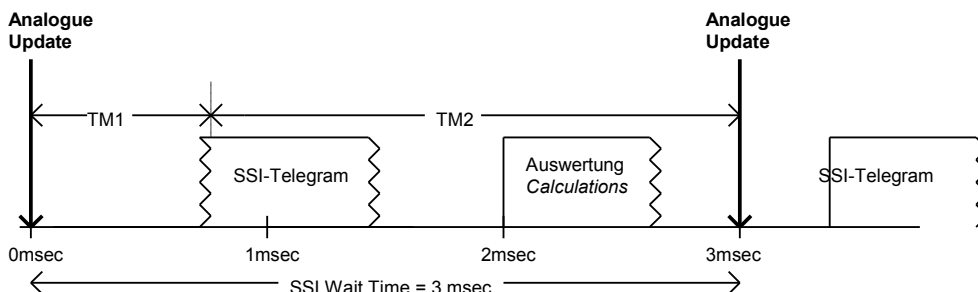 Analogue
Update
Analogue
Update
TM1
TM2
SSI-Telegram
Auswertung
Calculations
SSI-Telegram
0msec
1msec
2msec
3msec
SSI Wait Time = 3 msec